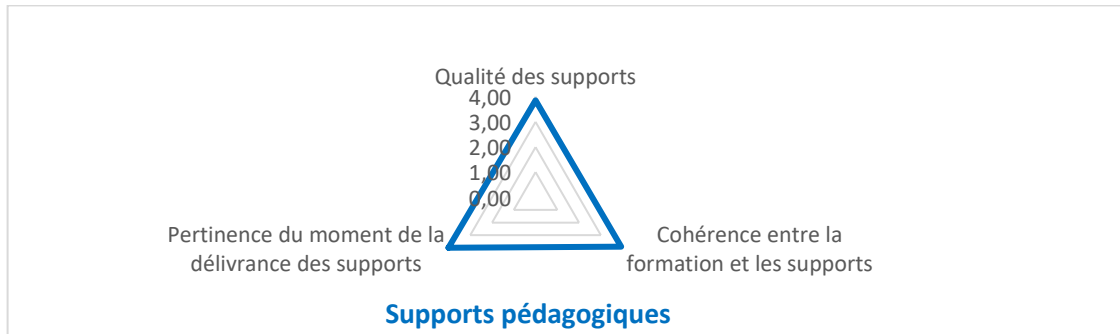 Qualité des supports
4,00
3,00
2,00
1,00
0,00
Pertinence du moment de la
délivrance des supports
Cohérence entre la
formation et les supports
Supports pédagogiques